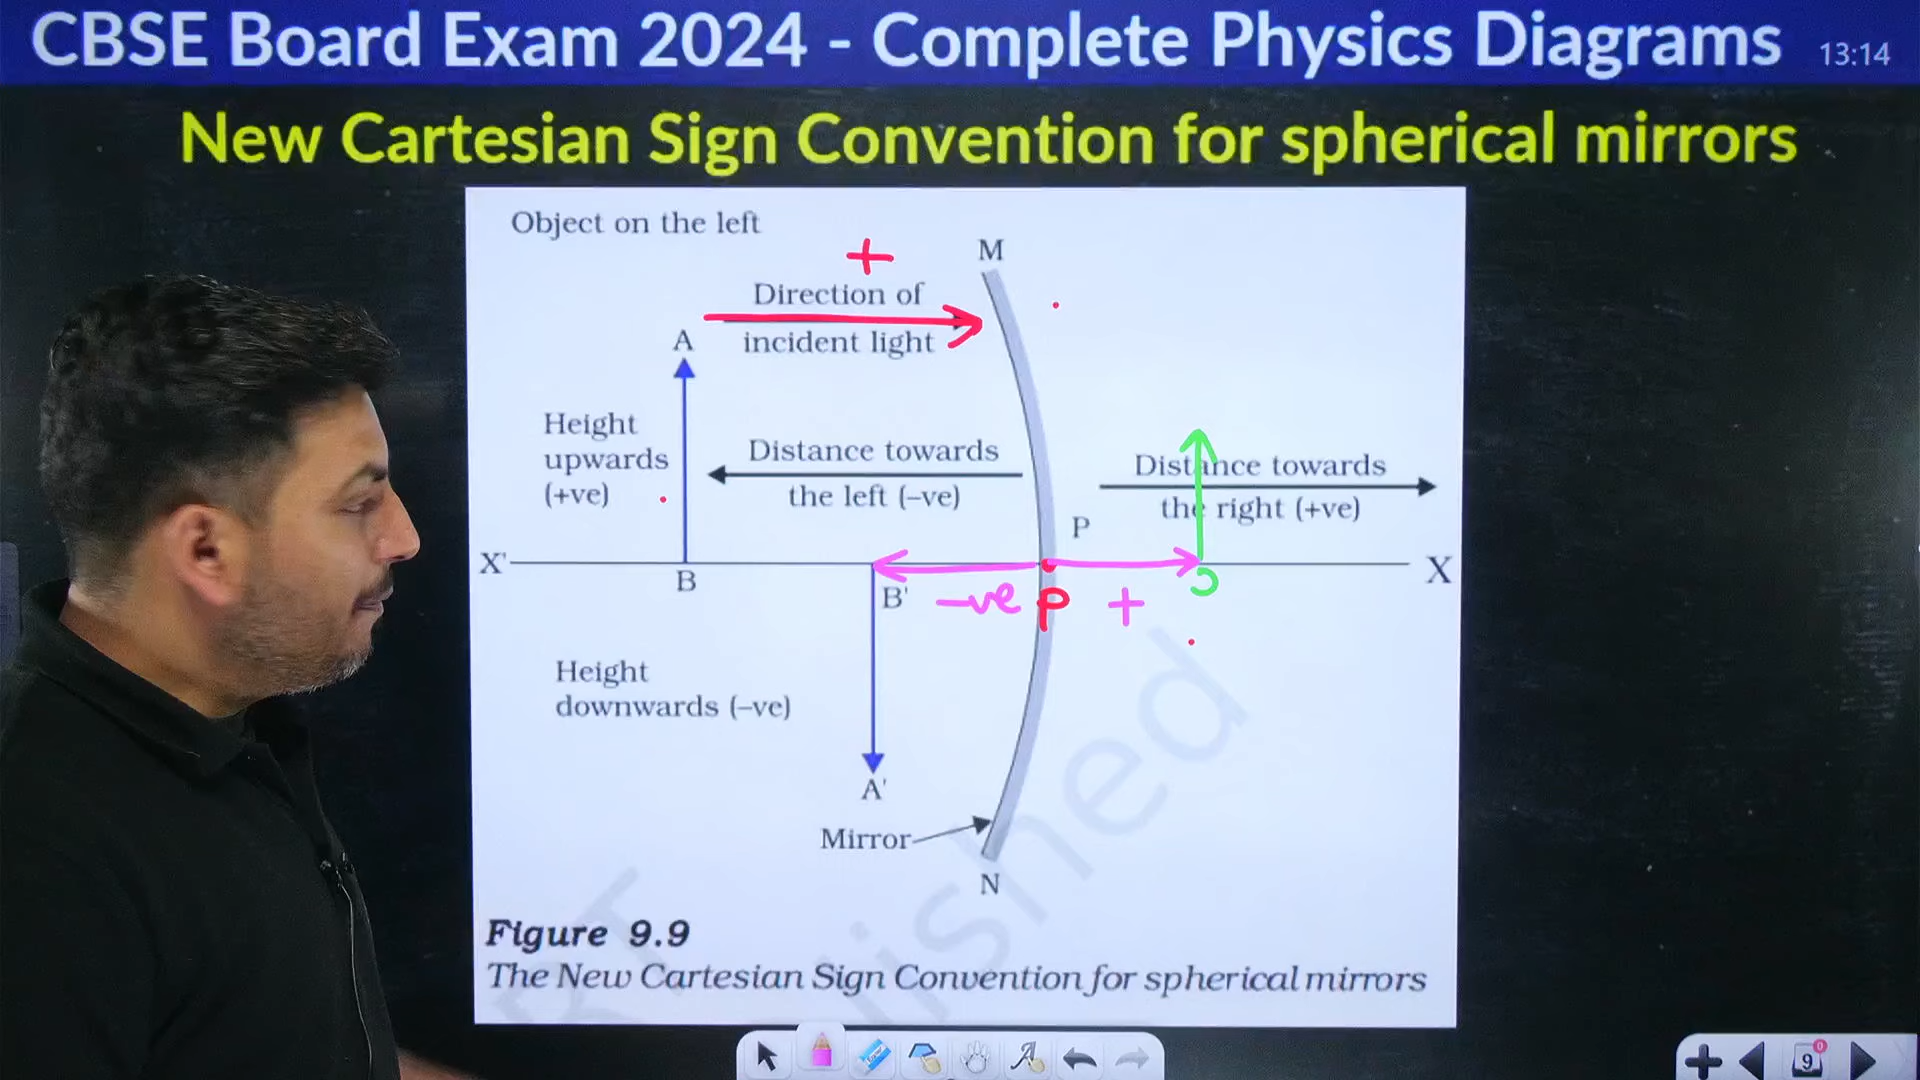 CBSE Board Exam 2024 - Complete Physics Diagrams 13:14
New Cartesian Sign Convention for spherical mirrors
Object on the left
+
M
Direction of
incident light
A
Height
upwards
(+ve)
Distance towards
the left (–ve)
Distance towards
the right (+ve)
P
X'
B
B'
-ve
P
+
X
Height
downwards (–ve)
A'
Mirror
N
Figure 9.9
The New Cartesian Sign Convention for spherical mirrors
9
0